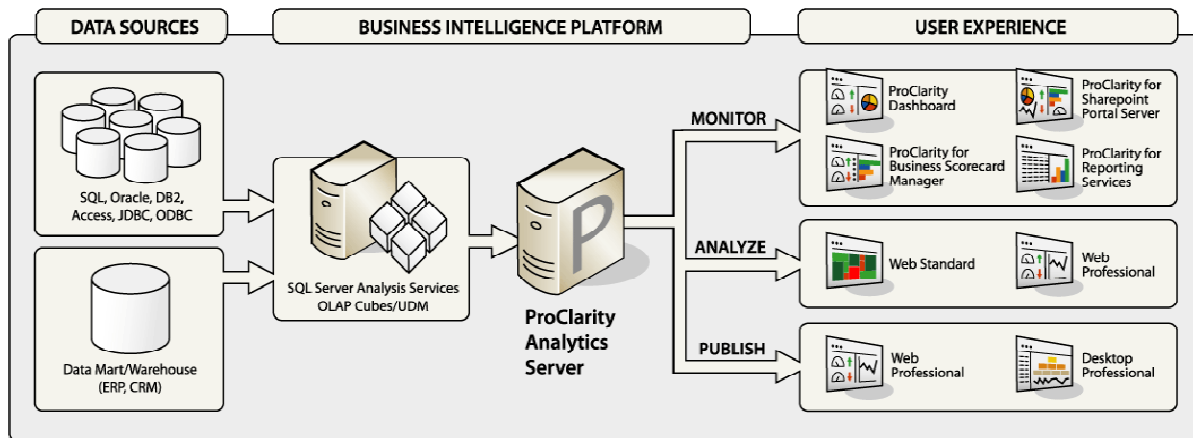 DATA SOURCES
BUSINESS INTELLIGENCE PLATFORM
USER EXPERIENCE
SQL, Oracle, DB2,
Access, JDBC, ODBC
Data Mart/Warehouse
(ERP, CRM)
SQL Server Analysis Services
OLAP Cubes/UDM
P
ProClarity
Analytics
Server
MONITOR
ProClarity
Dashboard
ProClarity for
Sharepoint
Portal Server
ProClarity for
Business Scorecard
Manager
ProClarity for
Reporting
Services
ANALYZE
Web Standard
Web
Professional
PUBLISH
Web
Professional
Desktop
Professional